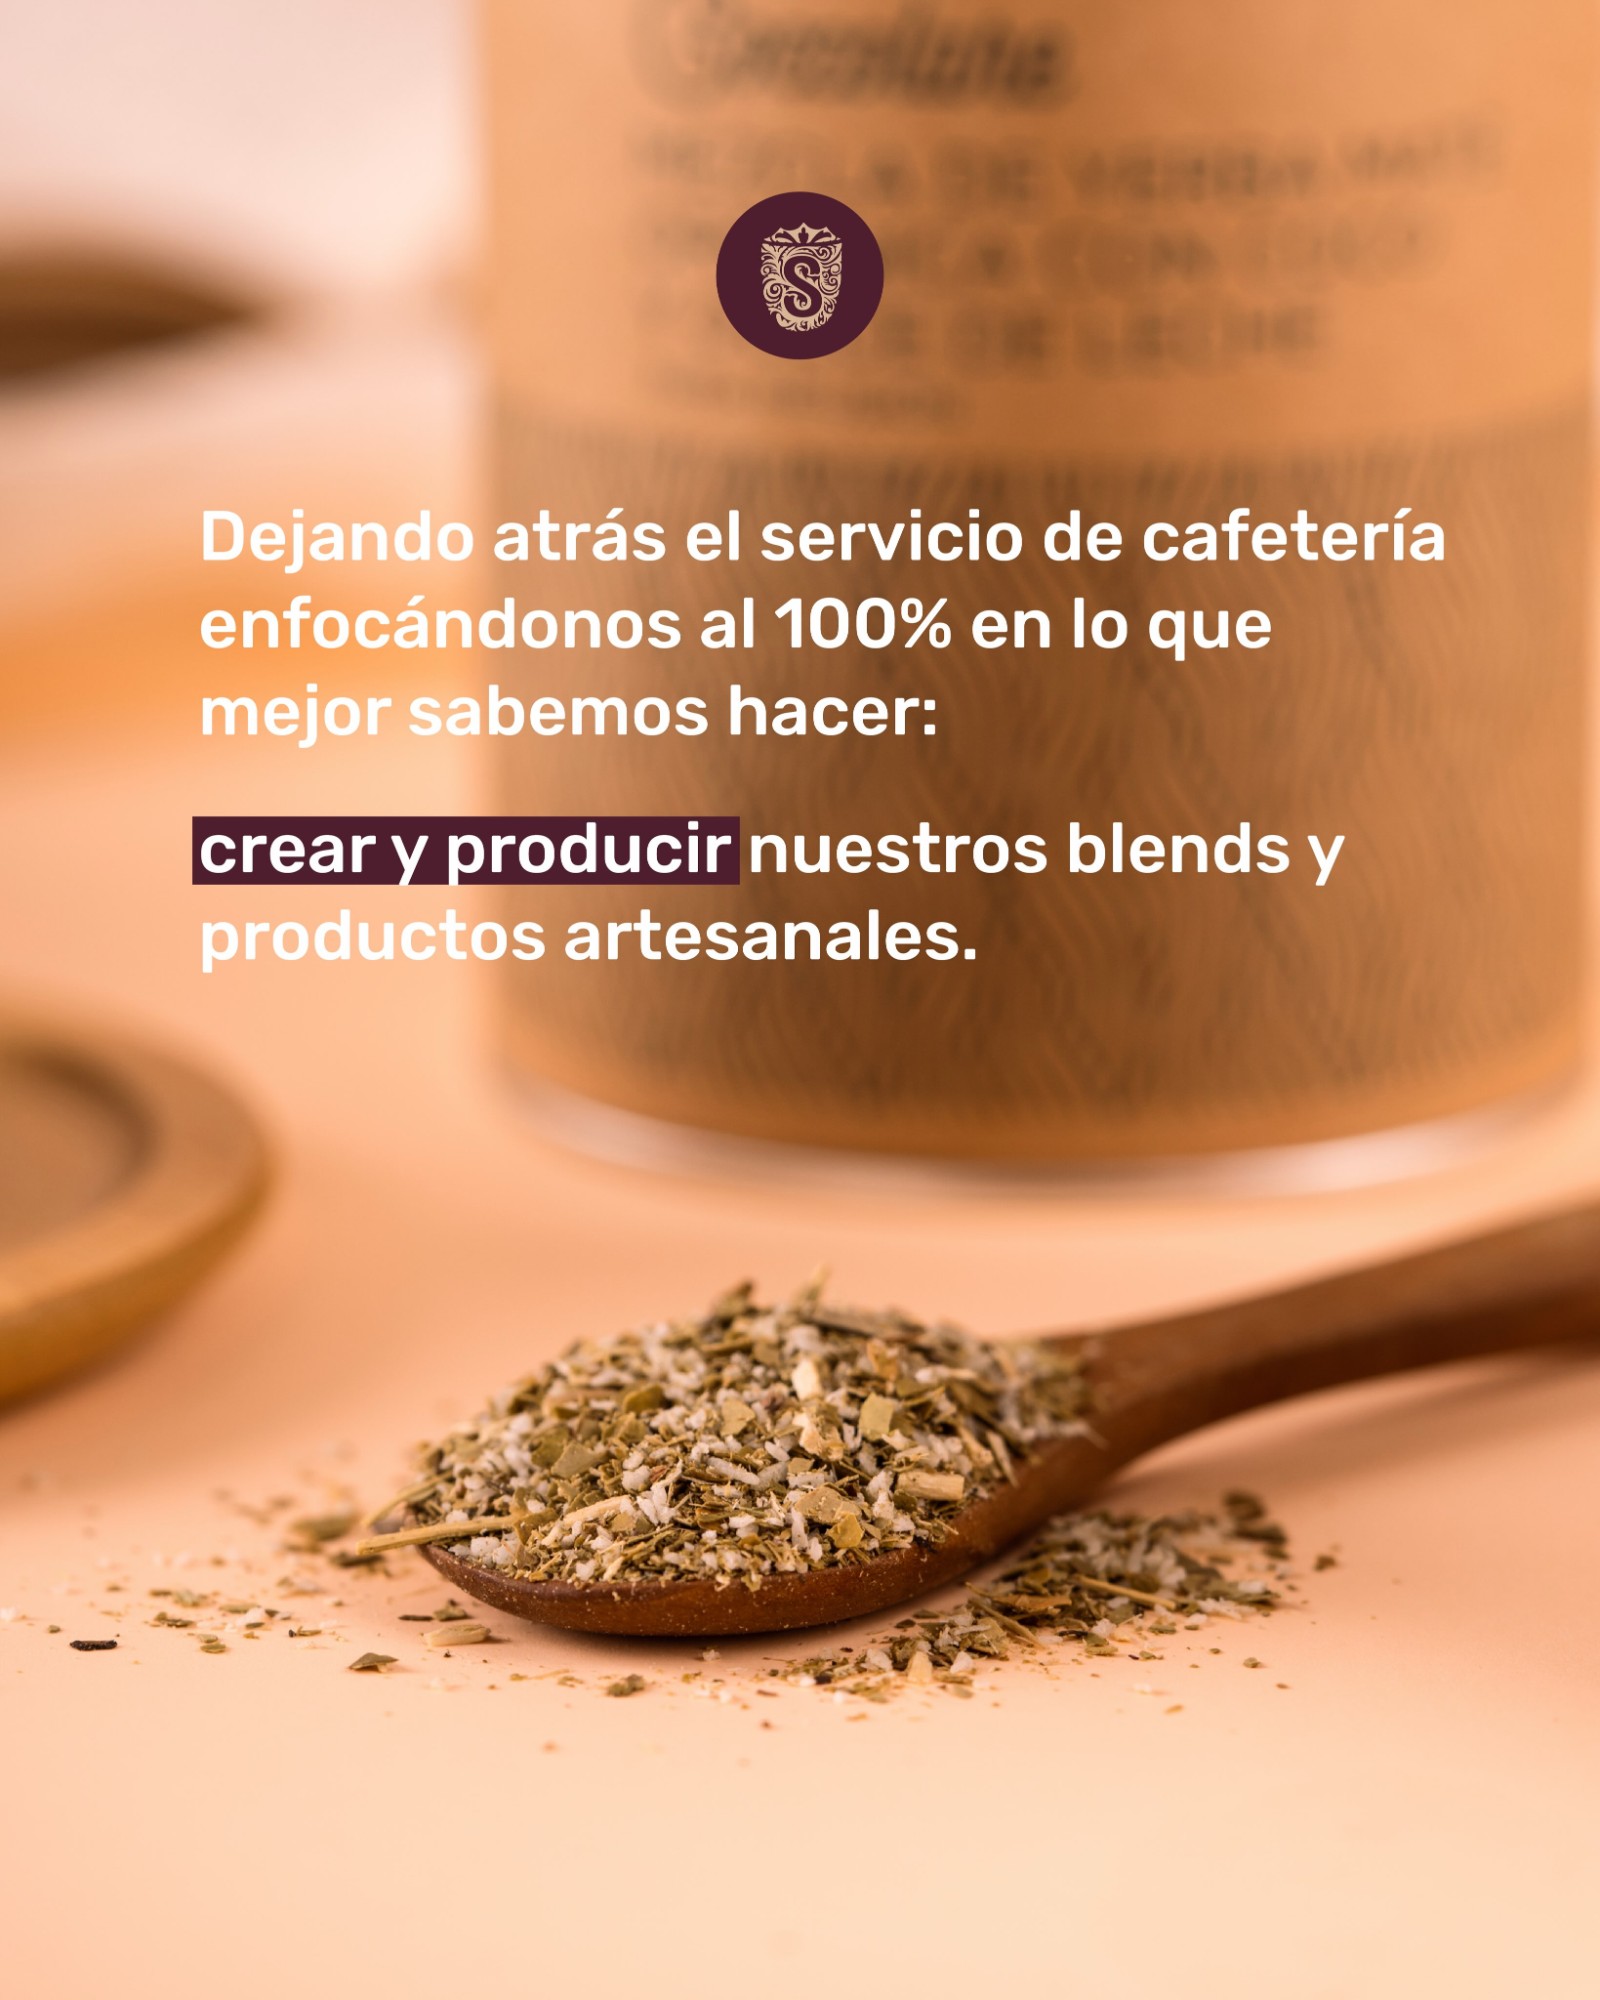 S
Dejando atrás el servicio de cafetería
enfocándonos al 100% en lo que
mejor sabemos hacer:
crear y producir nuestros blends y
productos artesanales.